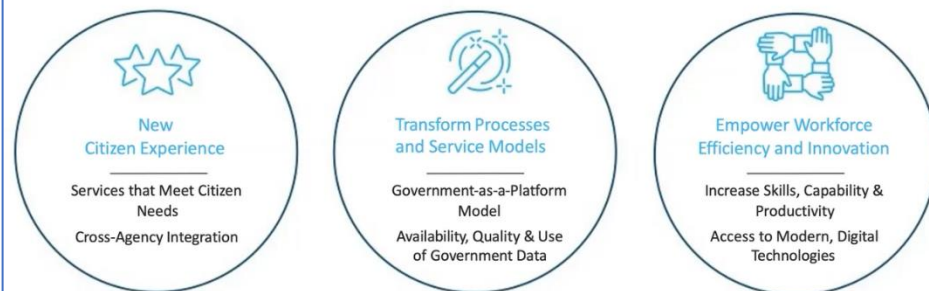 New
Citizen Experience
Services that Meet Citizen
Needs
Cross-Agency Integration
Transform Processes
and Service Models
Government-as-a-Platform
Model
Availability, Quality & Use
of Government Data
Empower Workforce
Efficiency and Innovation
Increase Skills, Capability &
Productivity
Access to Modern, Digital
Technologies